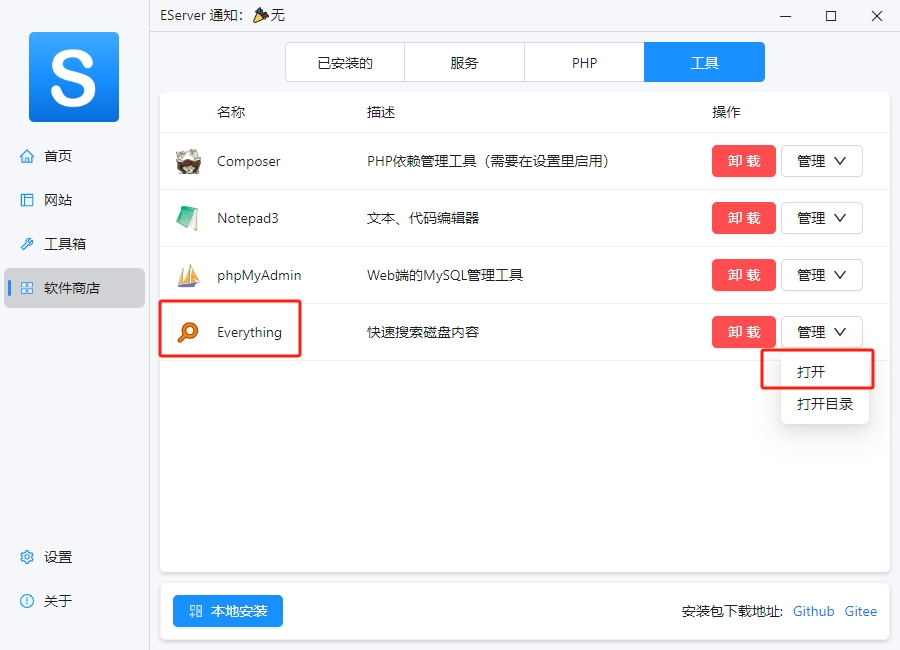 EServer 通知: 无
S
首页
网站
工具箱
软件商店
设置
关于
已安装的 服务 PHP 工具
名称 描述 操作
Composer PHP依赖管理工具（需要在设置里启用） 卸 载 管理
Notepad3 文本、代码编辑器 卸 载 管理
phpMyAdmin Web端的MySQL管理工具 卸 载 管理
Everything 快速搜索磁盘内容 卸 载 管理
打开
打开目录
本地安装 安装包下载地址: Github Gitee